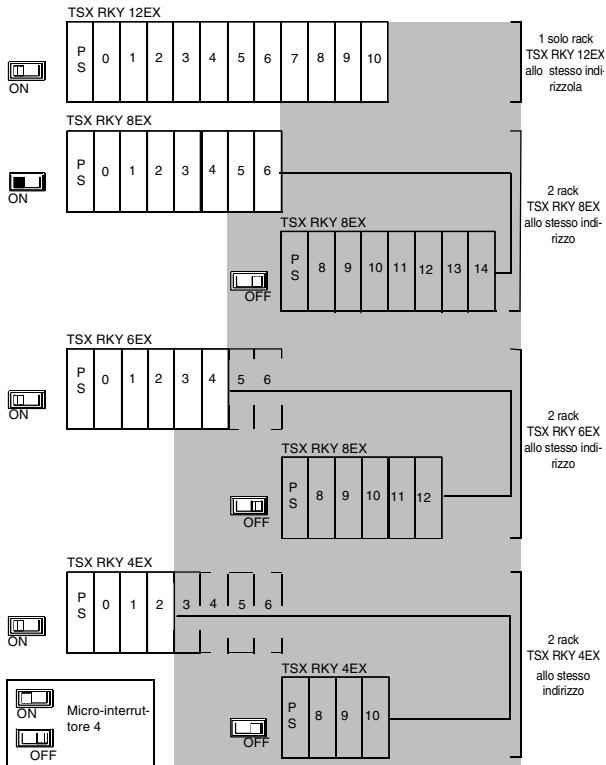 TSX RKY 12EX
P S 0 1 2 3 4 5 6 7 8 9 10
ON
1 solo rack
TSX RKY 12EX
allo stesso indi-
rizzola
TSX RKY 8EX
P S 0 1 2 3 4 5 6
ON
2 rack
TSX RKY 8EX
allo stesso indi-
rizzo
TSX RKY 8EX
P S 8 9 10 11 12 13 14
OFF
TSX RKY 6EX
P S 0 1 2 3 4 5 6
ON
2 rack
TSX RKY 6EX
allo stesso indi-
rizzo
TSX RKY 8EX
P S 8 9 10 11 12
OFF
TSX RKY 4EX
P S 0 1 2 3 4 5 6
ON
2 rack
TSX RKY 4EX
allo stesso
indirizzo
TSX RKY 4EX
P S 8 9 10
OFF
ON
Micro-interrut-
tore 4
OFF